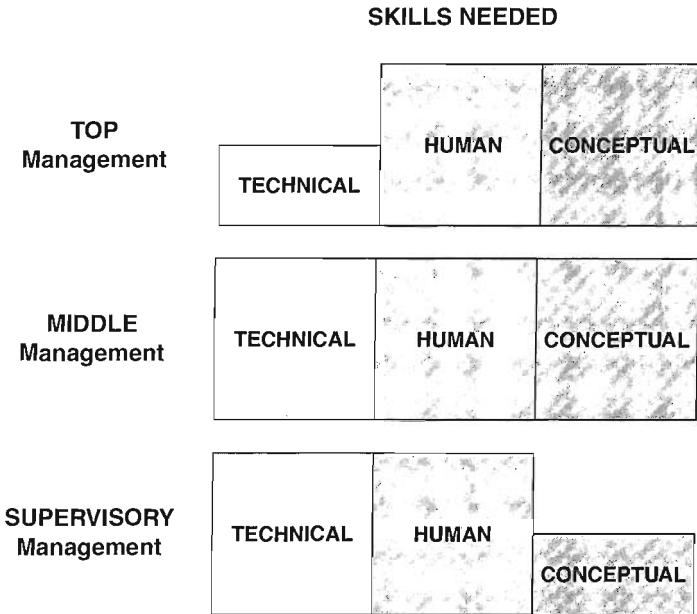 SKILLS NEEDED
TOP
Management
TECHNICAL
HUMAN
CONCEPTUAL
MIDDLE
Management
TECHNICAL
HUMAN
CONCEPTUAL
SUPERVISORY
Management
TECHNICAL
HUMAN
CONCEPTUAL